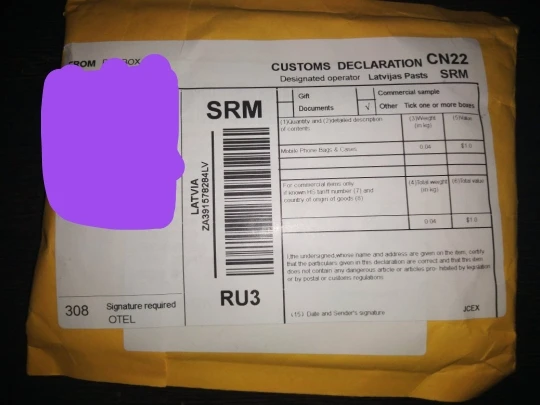 FROM
CUSTOMS DECLARATION CN22
Designated operator Latvijas Pasts SRM
Gift
Commercial sample
Documents
√ Other Tick one or more boxes
(1)Quantity and (2)detailed description
of contents
(3)Weight
(in kg)
(5)Value
Mobile Phone Bags & Cases
0.04
$1.0
For commercial items only
If known HS tariff number (7) and
country of origin of goods (8)
(4)Total weight
(in kg)
(6)Total value
0.04
$1.0
I,the undersigned,whose name and address are given on the item, certify
that the particulars given in this declaration are correct and that this item
does not contain any dangerous article or articles pro- hibited by legislation
or by postal or customs regulations
(15) Date and Sender's signature
JCEX
SRM
LATVIA
ZA391579284LV
RU3
308 Signature required
OTEL